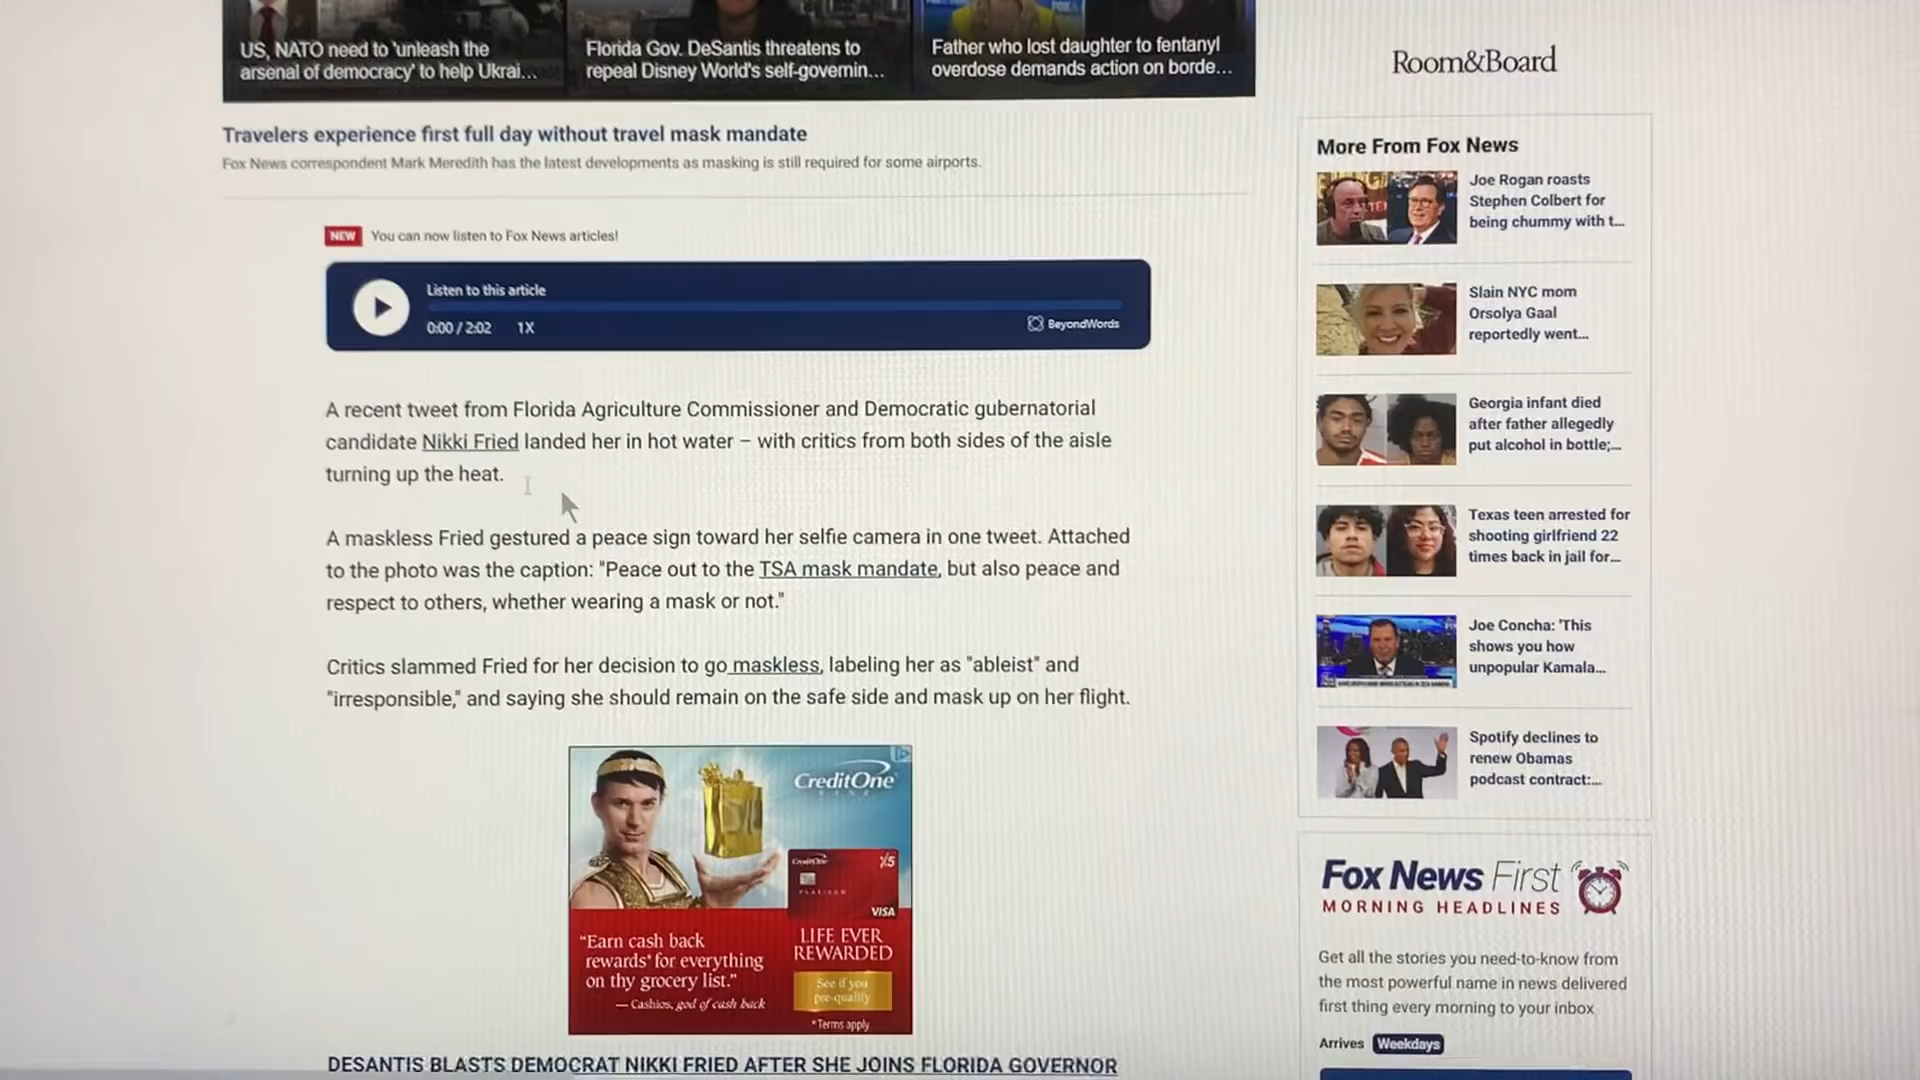 US, NATO need to 'unleash the
arsenal of democracy' to help Ukrai...
Florida Gov. DeSantis threatens to
repeal Disney World's self-governin...
Father who lost daughter to fentanyl
overdose demands action on borde...
Room&Board
Travelers experience first full day without travel mask mandate
Fox News correspondent Mark Meredith has the latest developments as masking is still required for some airports.
NEW You can now listen to Fox News articles!
Listen to this article
0:00 / 2:02 1X
BeyondWords
A recent tweet from Florida Agriculture Commissioner and Democratic gubernatorial
candidate Nikki Fried landed her in hot water – with critics from both sides of the aisle
turning up the heat.
A maskless Fried gestured a peace sign toward her selfie camera in one tweet. Attached
to the photo was the caption: "Peace out to the TSA mask mandate, but also peace and
respect to others, whether wearing a mask or not."
Critics slammed Fried for her decision to go maskless, labeling her as "ableist" and
"irresponsible," and saying she should remain on the safe side and mask up on her flight.
CreditOne
BANK
CreditOne
X5
PLATINUM
VISA
"Earn cash back
rewards* for everything
on thy grocery list."
— Cashios, god of cash back
LIFE EVER
REWARDED
See if you
pre-qualify
*Terms apply
DESANTIS BLASTS DEMOCRAT NIKKI FRIED AFTER SHE JOINS FLORIDA GOVERNOR
More From Fox News
Joe Rogan roasts
Stephen Colbert for
being chummy with t...
Slain NYC mom
Orsolya Gaal
reportedly went...
Georgia infant died
after father allegedly
put alcohol in bottle;...
Texas teen arrested for
shooting girlfriend 22
times back in jail for...
Joe Concha: 'This
shows you how
unpopular Kamala...
Spotify declines to
renew Obamas
podcast contract:...
Fox News First
MORNING HEADLINES
Get all the stories you need-to-know from
the most powerful name in news delivered
first thing every morning to your inbox
Arrives Weekdays